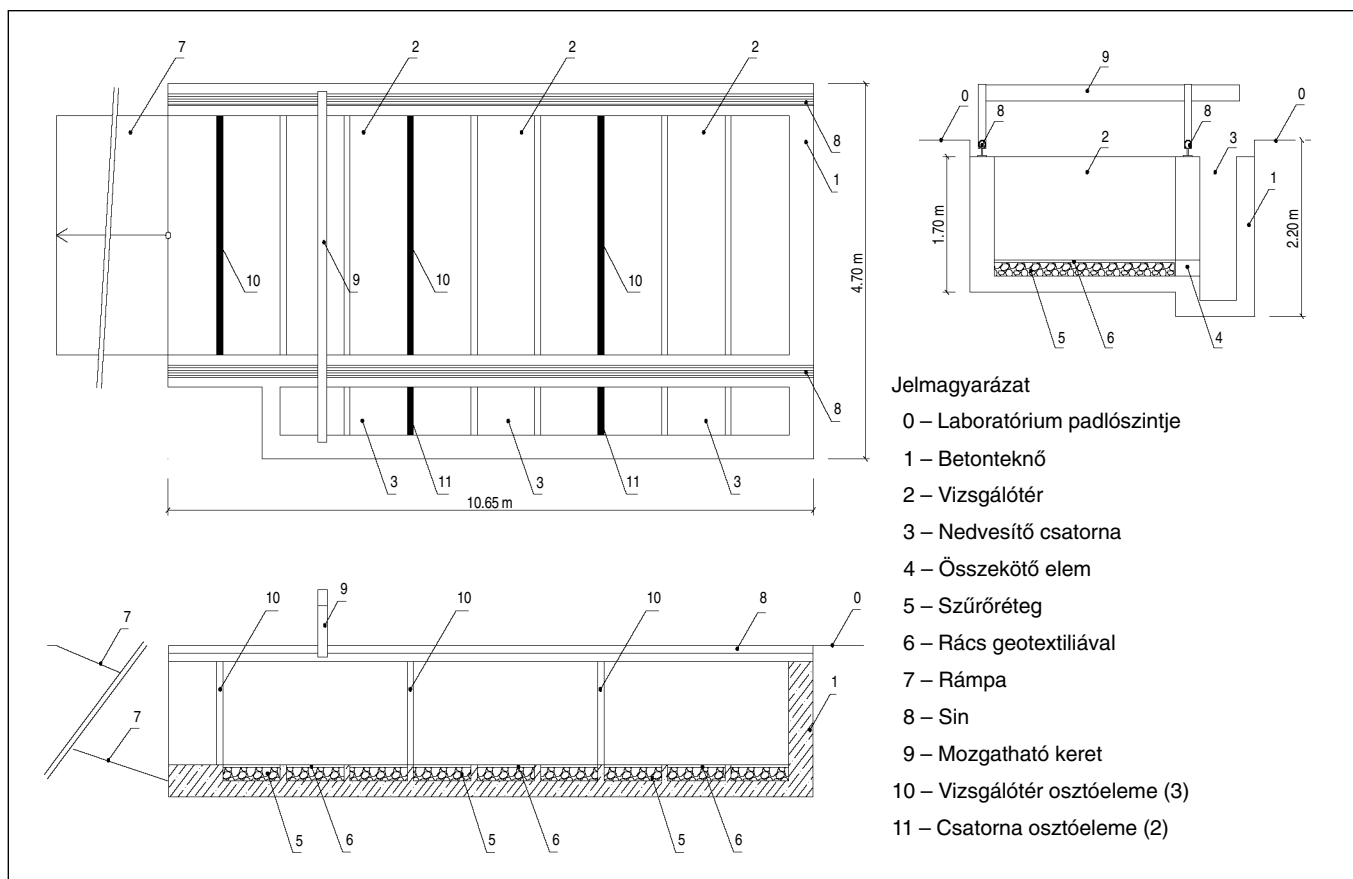 7
2
2
2
8
1
10
9
10
10
4.70 m
8
3
11
3
11
3
10.65 m
9
0
8
8
0
2
3
1
1.70 m
2.20 m
5
6
4
7
10
9
10
10
8
0
7
1
5
6
5
6
5
6
Jelmagyarázat
0 – Laboratórium padlószintje
1 – Betonteknő
2 – Vizsgálótér
3 – Nedvesítő csatorna
4 – Összekötő elem
5 – Szűrőréteg
6 – Rács geotextiliával
7 – Rámpa
8 – Sin
9 – Mozgatható keret
10 – Vizsgálótér osztóeleme (3)
11 – Csatorna osztóeleme (2)